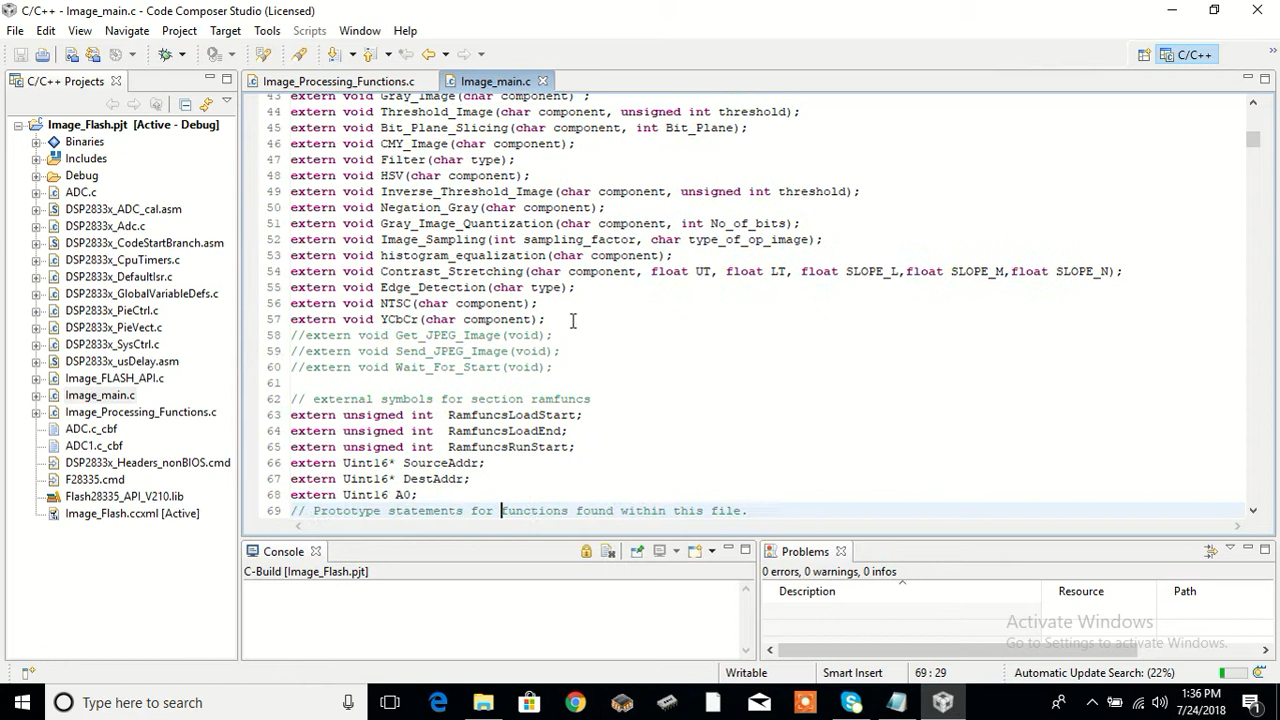 C/C++ - Image_main.c - Code Composer Studio (Licensed)
File Edit View Navigate Project Target Tools Scripts Window Help
C/C++
C/C++ Projects
Image_Processing_Functions.c
Image_main.c
Image_Flash.pjt [Active - Debug]
Binaries
Includes
Debug
ADC.c
DSP2833x_ADC_cal.asm
DSP2833x_Adc.c
DSP2833x_CodeStartBranch.asm
DSP2833x_CpuTimers.c
DSP2833x_DefaultIsr.c
DSP2833x_GlobalVariableDefs.c
DSP2833x_PieCtrl.c
DSP2833x_PieVect.c
DSP2833x_SysCtrl.c
DSP2833x_usDelay.asm
Image_FLASH_API.c
Image_main.c
Image_Processing_Functions.c
ADC.c_cbf
ADC1.c_cbf
DSP2833x_Headers_nonBIOS.cmd
F28335.cmd
Flash28335_API_V210.lib
Image_Flash.ccxml [Active]
43 extern void Gray_Image(char component) ;
44 extern void Threshold_Image(char component, unsigned int threshold);
45 extern void Bit_Plane_Slicing(char component, int Bit_Plane);
46 extern void CMY_Image(char component);
47 extern void Filter(char type);
48 extern void HSV(char component);
49 extern void Inverse_Threshold_Image(char component, unsigned int threshold);
50 extern void Negation_Gray(char component);
51 extern void Gray_Image_Quantization(char component, int No_of_bits);
52 extern void Image_Sampling(int sampling_factor, char type_of_op_image);
53 extern void histogram_equalization(char component);
54 extern void Contrast_Stretching(char component, float UT, float LT, float SLOPE_L,float SLOPE_M,float SLOPE_N);
55 extern void Edge_Detection(char type);
56 extern void NTSC(char component);
57 extern void YCbCr(char component);
58 //extern void Get_JPEG_Image(void);
59 //extern void Send_JPEG_Image(void);
60 //extern void Wait_For_Start(void);
61
62 // external symbols for section ramfuncs
63 extern unsigned int  RamfuncsLoadStart;
64 extern unsigned int  RamfuncsLoadEnd;
65 extern unsigned int  RamfuncsRunStart;
66 extern Uint16* SourceAddr;
67 extern Uint16* DestAddr;
68 extern Uint16 A0;
69 // Prototype statements for functions found within this file.
Console
C-Build [Image_Flash.pjt]
Problems
0 errors, 0 warnings, 0 infos
Description Resource Path
Activate Windows
Go to Settings to activate Windows.
Writable Smart Insert 69 : 29 Automatic Update Search: (22%)
Type here to search
1:36 PM
7/24/2018